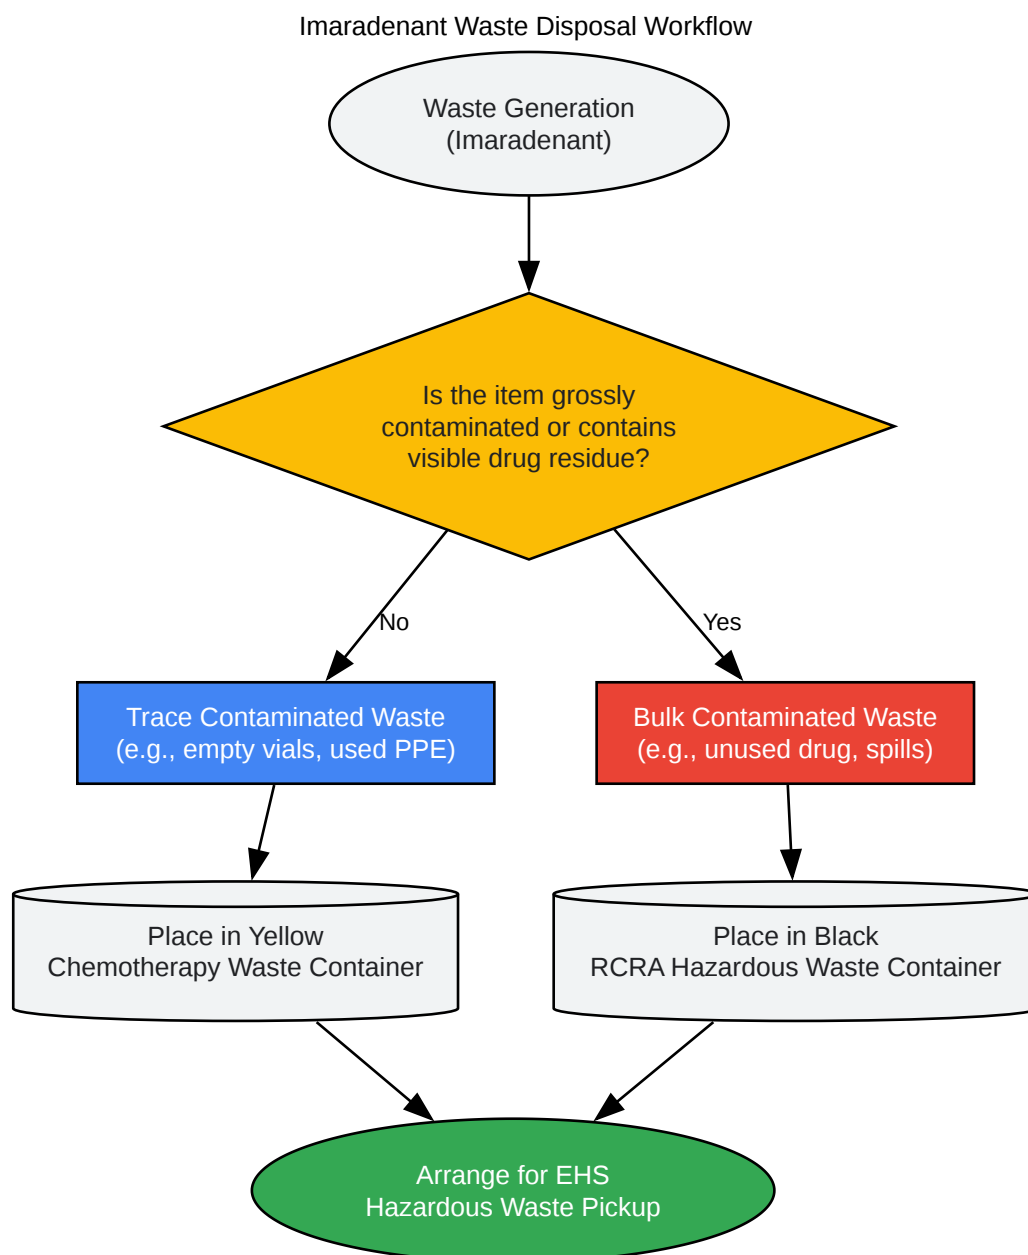 Imaradenant Waste Disposal Workflow
Waste Generation
(Imaradenant)
Is the item grossly
contaminated or contains
visible drug residue?
No
Yes
Trace Contaminated Waste
(e.g., empty vials, used PPE)
Bulk Contaminated Waste
(e.g., unused drug, spills)
Place in Yellow
Chemotherapy Waste Container
Place in Black
RCRA Hazardous Waste Container
Arrange for EHS
Hazardous Waste Pickup